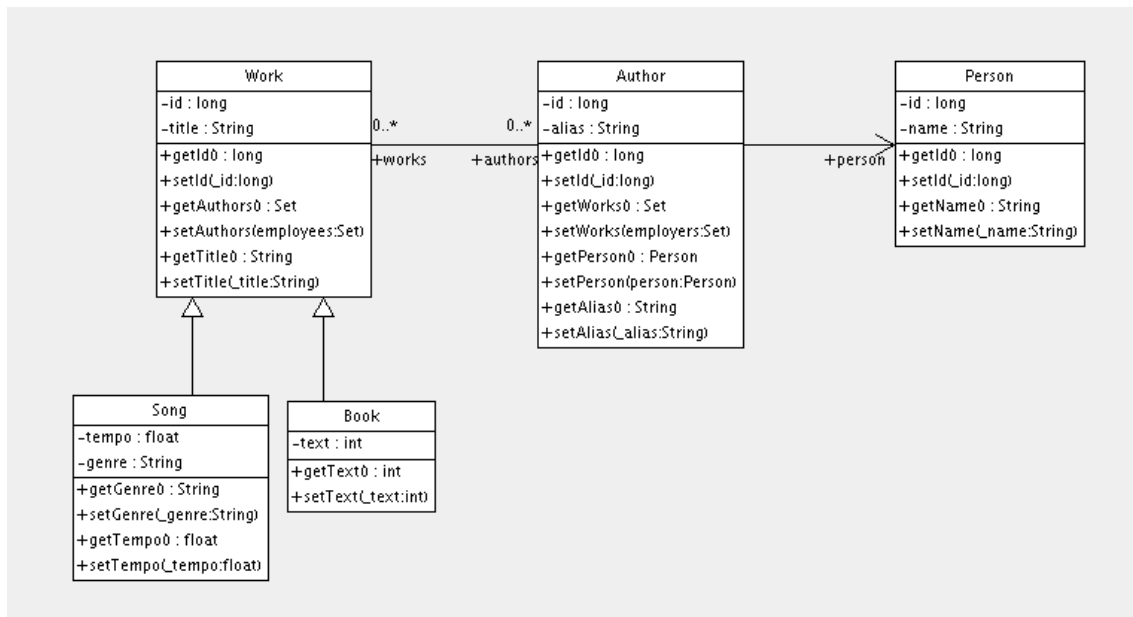 Work
-id : long
-title : String
+getId() : long
+setId(_id:long)
+getAuthors() : Set
+setAuthors(employees:Set)
+getTitle() : String
+setTitle(_title:String)
0..*
+works
0..*
+authors
Author
-id : long
-alias : String
+getId() : long
+setId(_id:long)
+getWorks() : Set
+setWorks(employers:Set)
+getPerson() : Person
+setPerson(person:Person)
+getAlias() : String
+setAlias(_alias:String)
+person
Person
-id : long
-name : String
+getId() : long
+setId(_id:long)
+getName() : String
+setName(_name:String)
Song
-tempo : float
-genre : String
+getGenre() : String
+setGenre(_genre:String)
+getTempo() : float
+setTempo(_tempo:float)
Book
-text : int
+getText() : int
+setText(_text:int)